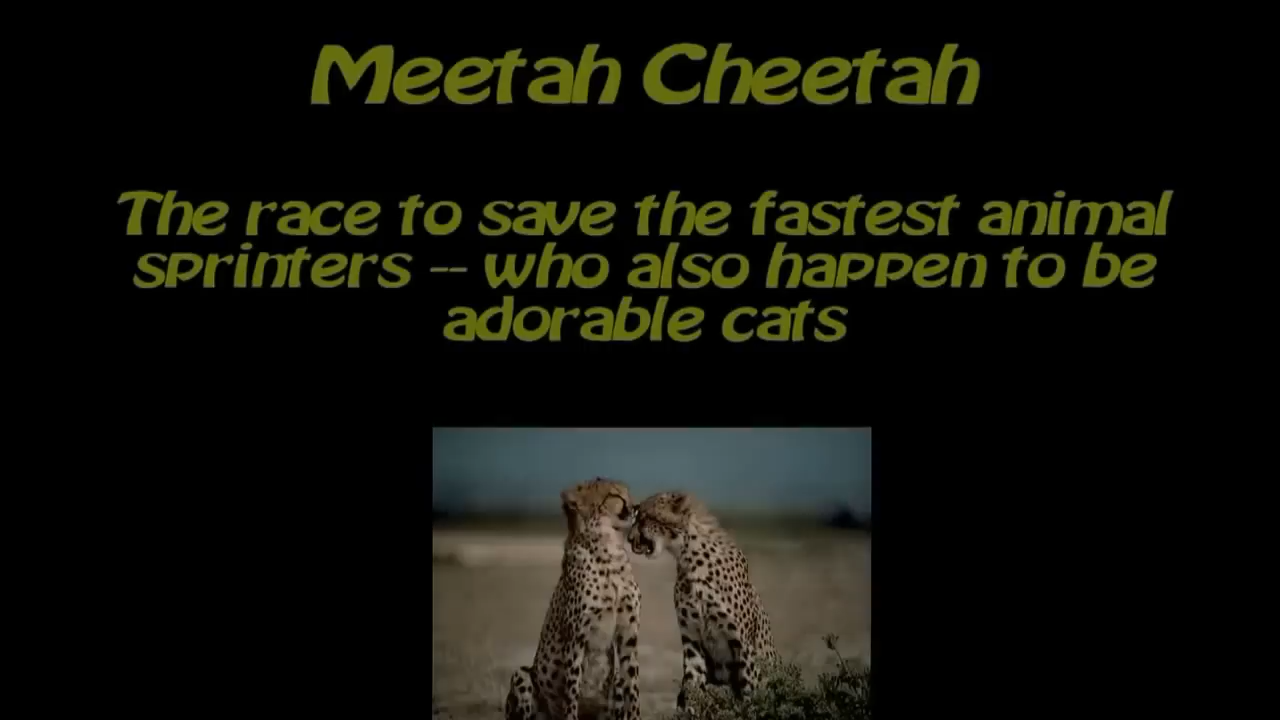 Meetah Cheetah
The race to save the fastest animal
sprinters -- who also happen to be
adorable cats